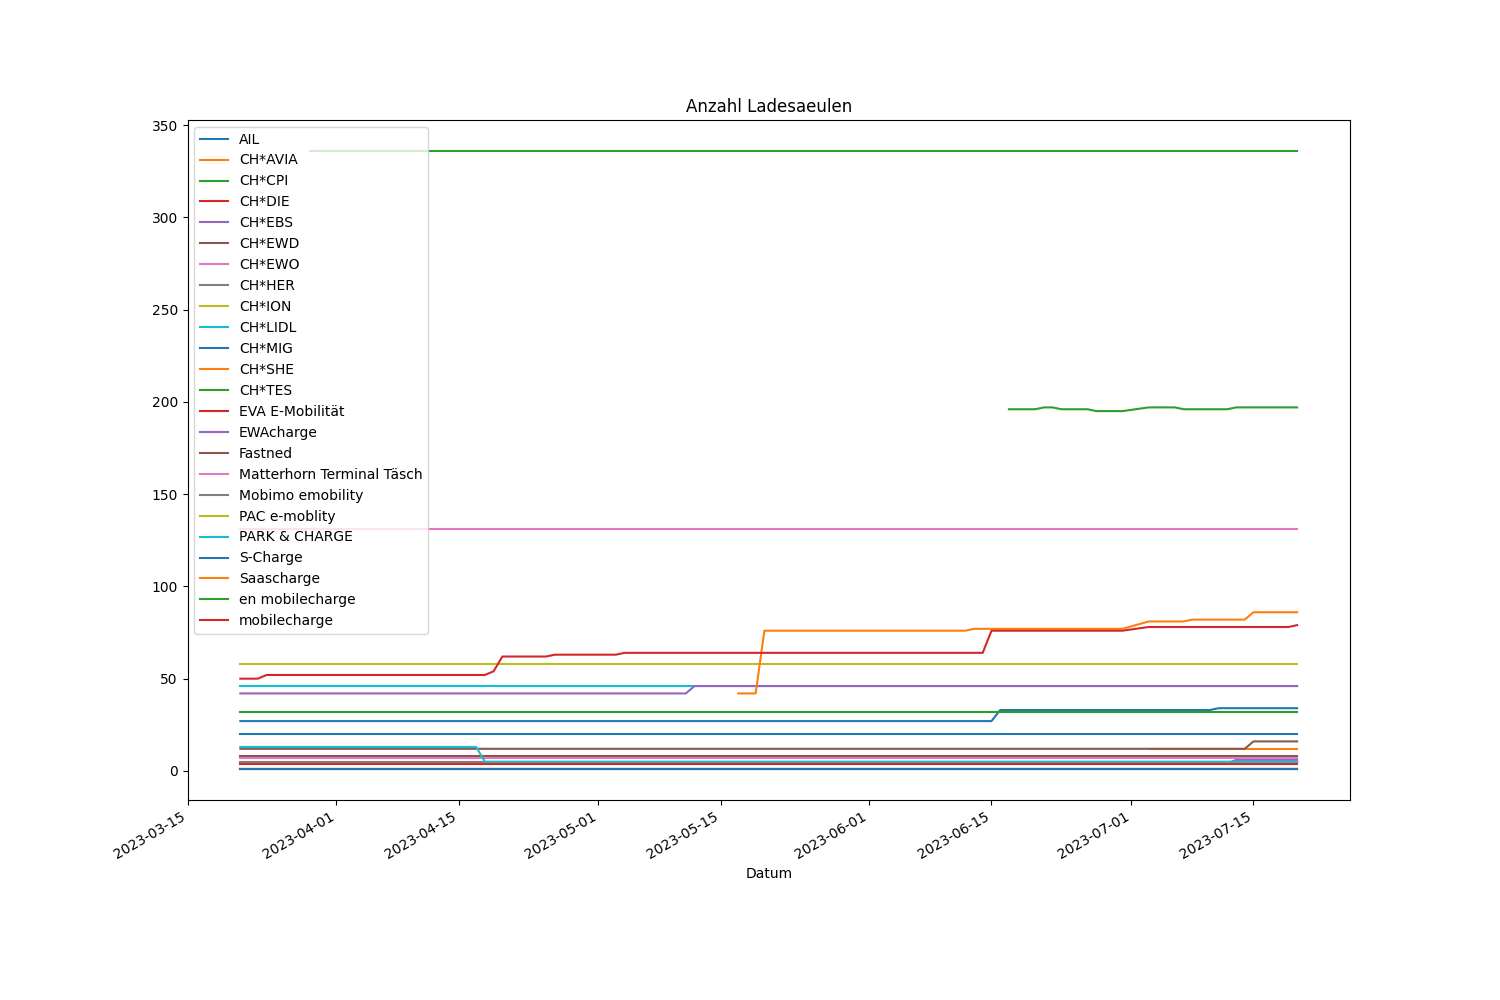 Anzahl Ladesaeulen
350
300
250
200
150
100
50
0
AIL
CH*AVIA
CH*CPI
CH*DIE
CH*EBS
CH*EWD
CH*EWO
CH*HER
CH*ION
CH*LIDL
CH*MIG
CH*SHE
CH*TES
EVA E-Mobilität
EWAcharge
Fastned
Matterhorn Terminal Täsch
Mobimo emobility
PAC e-moblity
PARK & CHARGE
S-Charge
Saascharge
en mobilecharge
mobilecharge
2023-03-15
2023-04-01
2023-04-15
2023-05-01
2023-05-15
2023-06-01
2023-06-15
2023-07-01
2023-07-15
Datum